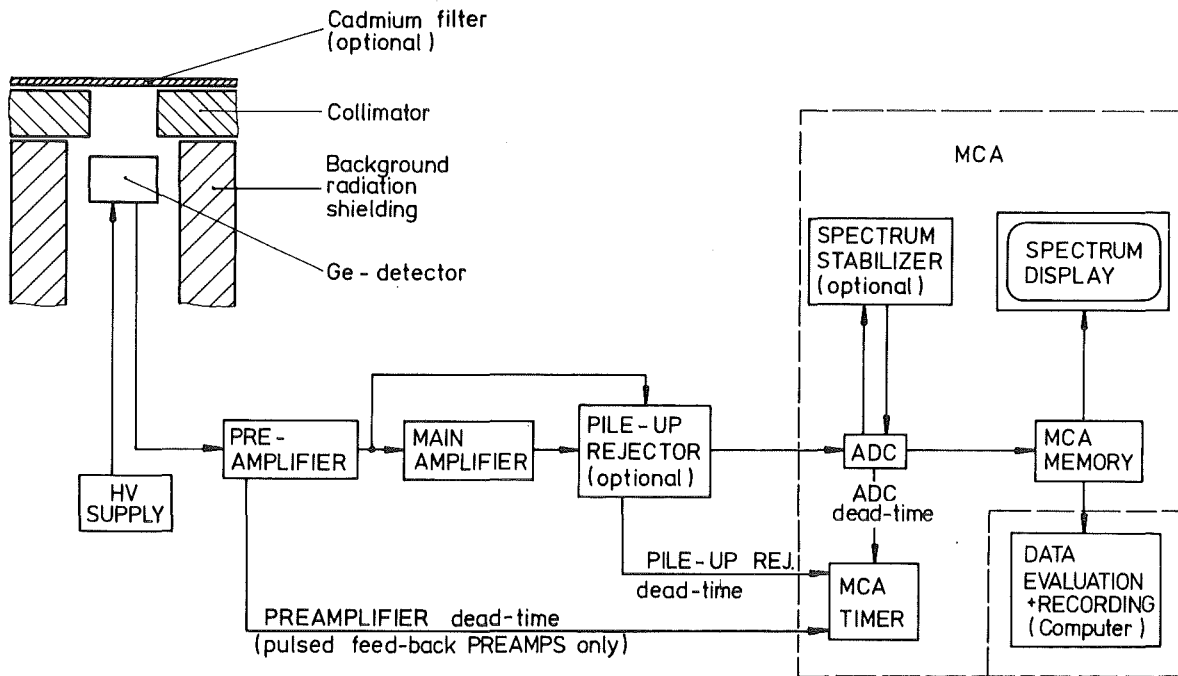 Cadmium filter
(optional)
Collimator
Background
radiation
shielding
Ge-detector
MCA
SPECTRUM
STABILIZER
(optional)
SPECTRUM
DISPLAY
PRE-
AMPLIFIER
MAIN
AMPLIFIER
PILE-UP
REJECTOR
(optional)
ADC
MCA
MEMORY
HV
SUPPLY
ADC
dead-time
PILE-UP REJ.
dead-time
MCA
TIMER
DATA
EVALUATION
+RECORDING
(Computer)
PREAMPLIFIER dead-time
(pulsed feed-back PREAMPS only)